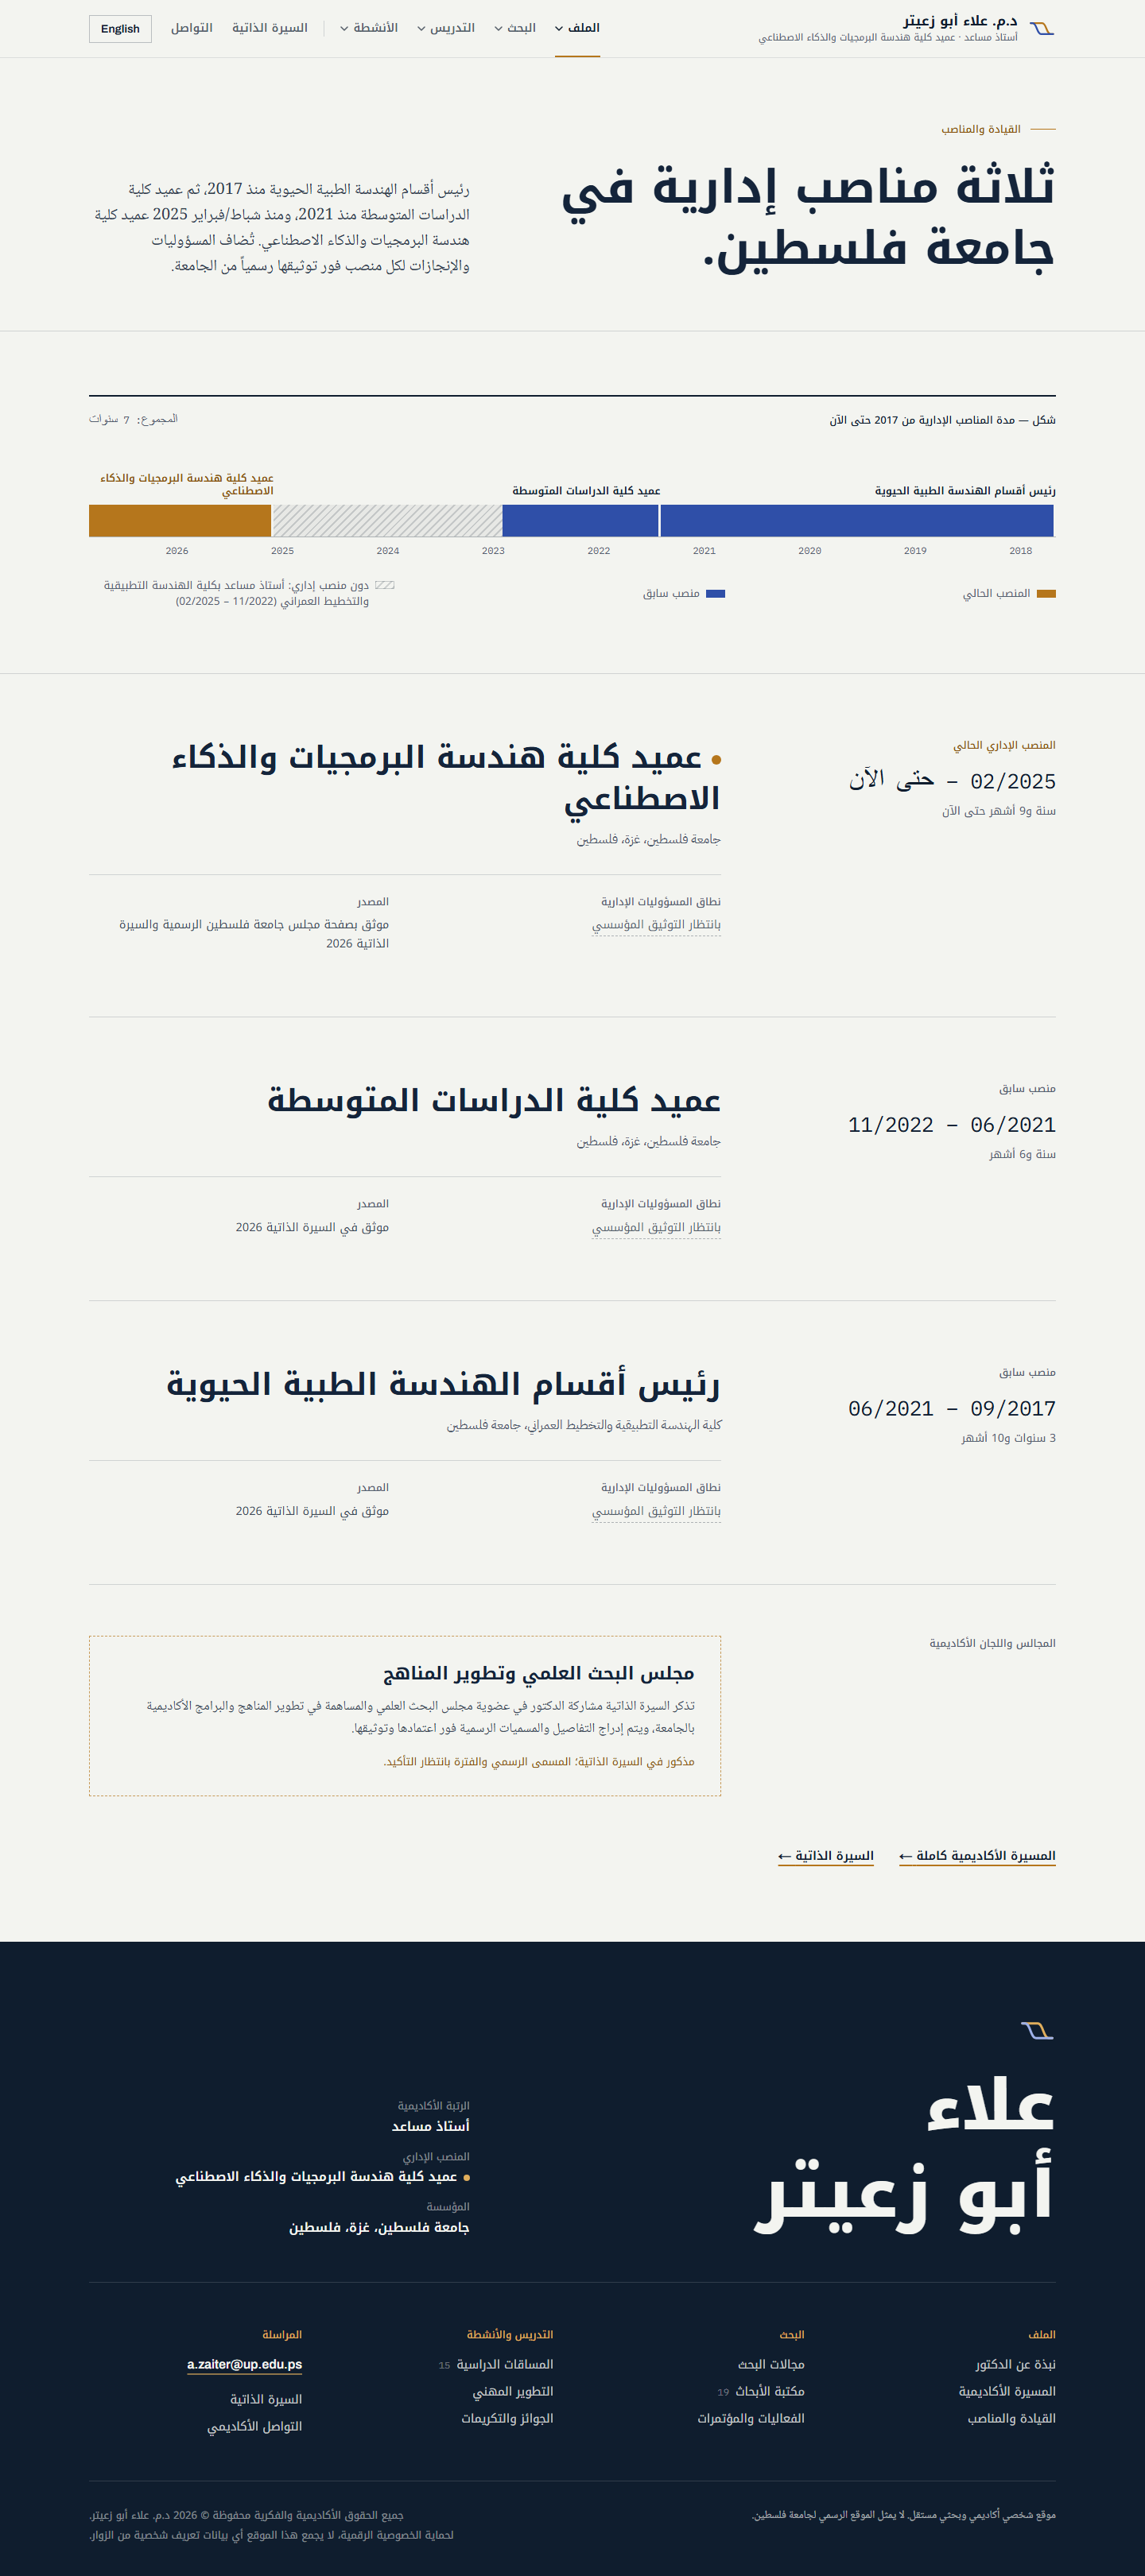 د.م. علاء أبو زعيتر
أستاذ مساعد · عميد كلية هندسة البرمجيات والذكاء الاصطناعي
الملف
البحث
التدريس
الأنشطة
السيرة الذاتية
التواصل
English
القيادة والمناصب
ثلاثة مناصب إدارية في
جامعة فلسطين.
رئيس أقسام الهندسة الطبية الحيوية منذ 2017، ثم عميد كلية
الدراسات المتوسطة منذ 2021، ومنذ شباط/فبراير 2025 عميد كلية
هندسة البرمجيات والذكاء الاصطناعي. تُضاف المسؤوليات
والإنجازات لكل منصب فور توثيقها رسمياً من الجامعة.
شكل — مدة المناصب الإدارية من 2017 حتى الآن
المجموع: 7 سنوات
رئيس أقسام الهندسة الطبية الحيوية
عميد كلية الدراسات المتوسطة
عميد كلية هندسة البرمجيات والذكاء
الاصطناعي
2018
2019
2020
2021
2022
2023
2024
2025
2026
المنصب الحالي
منصب سابق
دون منصب إداري: أستاذ مساعد بكلية الهندسة التطبيقية
والتخطيط العمراني (11/2022 – 02/2025)
المنصب الإداري الحالي
02/2025 – حتى الآن
سنة و9 أشهر حتى الآن
عميد كلية هندسة البرمجيات والذكاء
الاصطناعي
جامعة فلسطين، غزة، فلسطين
نطاق المسؤوليات الإدارية
بانتظار التوثيق المؤسسي
المصدر
موثق بصفحة مجلس جامعة فلسطين الرسمية والسيرة
الذاتية 2026
منصب سابق
06/2021 – 11/2022
سنة و6 أشهر
عميد كلية الدراسات المتوسطة
جامعة فلسطين، غزة، فلسطين
نطاق المسؤوليات الإدارية
بانتظار التوثيق المؤسسي
المصدر
موثق في السيرة الذاتية 2026
منصب سابق
09/2017 – 06/2021
3 سنوات و10 أشهر
رئيس أقسام الهندسة الطبية الحيوية
كلية الهندسة التطبيقية والتخطيط العمراني، جامعة فلسطين
نطاق المسؤوليات الإدارية
بانتظار التوثيق المؤسسي
المصدر
موثق في السيرة الذاتية 2026
المجالس واللجان الأكاديمية
مجلس البحث العلمي وتطوير المناهج
تذكر السيرة الذاتية مشاركة الدكتور في عضوية مجلس البحث العلمي والمساهمة في تطوير المناهج والبرامج الأكاديمية
بالجامعة، ويتم إدراج التفاصيل والمسميات الرسمية فور اعتمادها وتوثيقها.
مذكور في السيرة الذاتية؛ المسمى الرسمي والفترة بانتظار التأكيد.
المسيرة الأكاديمية كاملة ←
السيرة الذاتية ←
علاء
أبو زعيتر
الرتبة الأكاديمية
أستاذ مساعد
المنصب الإداري
عميد كلية هندسة البرمجيات والذكاء الاصطناعي
المؤسسة
جامعة فلسطين، غزة، فلسطين
الملف
نبذة عن الدكتور
المسيرة الأكاديمية
القيادة والمناصب
البحث
مجالات البحث
مكتبة الأبحاث 19
الفعاليات والمؤتمرات
التدريس والأنشطة
المساقات الدراسية 15
التطوير المهني
الجوائز والتكريمات
المراسلة
a.zaiter@up.edu.ps
السيرة الذاتية
التواصل الأكاديمي
موقع شخصي أكاديمي وبحثي مستقل. لا يمثل الموقع الرسمي لجامعة فلسطين.
جميع الحقوق الأكاديمية والفكرية محفوظة © 2026 د.م. علاء أبو زعيتر.
لحماية الخصوصية الرقمية، لا يجمع هذا الموقع أي بيانات تعريف شخصية من الزوار.